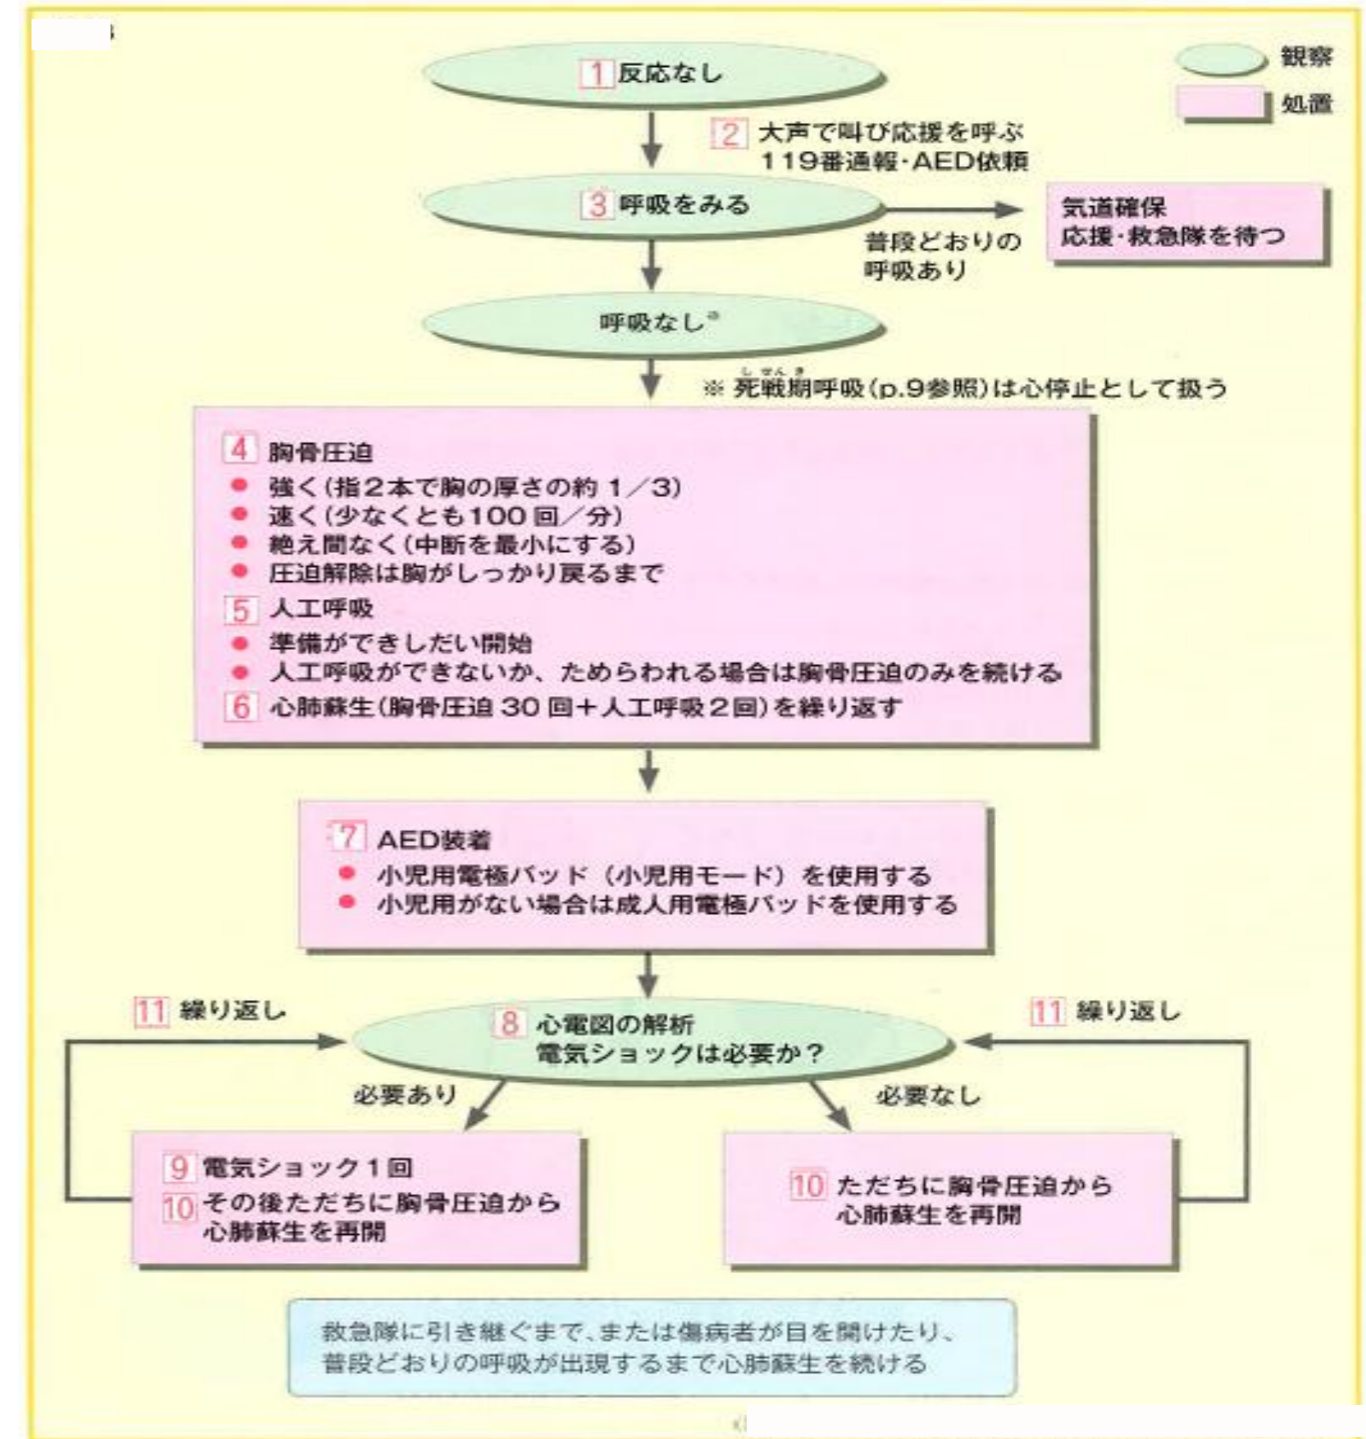 観察
処置
1 反応なし
2 大声で叫び応援を呼ぶ
119番通報・AED依頼
3 呼吸をみる
普段どおりの
呼吸あり
気道確保
応援・救急隊を待つ
呼吸なし※
し せん き
※ 死戦期呼吸(p.9参照)は心停止として扱う
4 胸骨圧迫
● 強く(指2本で胸の厚さの約 1/3)
● 速く(少なくとも100 回/分)
● 絶え間なく(中断を最小にする)
● 圧迫解除は胸がしっかり戻るまで
5 人工呼吸
● 準備ができしだい開始
● 人工呼吸ができないか、ためらわれる場合は胸骨圧迫のみを続ける
6 心肺蘇生(胸骨圧迫 30 回+人工呼吸2回)を繰り返す
7 AED装着
● 小児用電極パッド（小児用モード）を使用する
● 小児用がない場合は成人用電極パッドを使用する
11 繰り返し
11 繰り返し
8 心電図の解析
電気ショックは必要か？
必要あり
必要なし
9 電気ショック1回
10 その後ただちに胸骨圧迫から
心肺蘇生を再開
10 ただちに胸骨圧迫から
心肺蘇生を再開
救急隊に引き継ぐまで、または傷病者が目を開けたり、
普段どおりの呼吸が出現するまで心肺蘇生を続ける